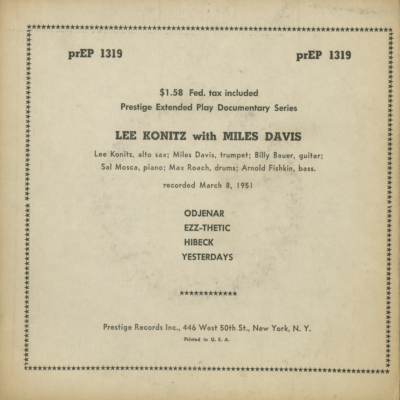 prEP 1319 prEP 1319
$1.58 Fed. tax included
Prestige Extended Play Documentary Series
LEE KONITZ with MILES DAVIS
Lee Konitz, alto sax; Miles Davis, trumpet; Billy Bauer, guitar;
Sal Mosca, piano; Max Roach, drums; Arnold Fishkin, bass.
recorded March 8, 1951
ODJENAR
EZZ-THETIC
HIBECK
YESTERDAYS
************
Prestige Records Inc., 446 West 50th St., New York, N. Y.
Printed in U. S. A.